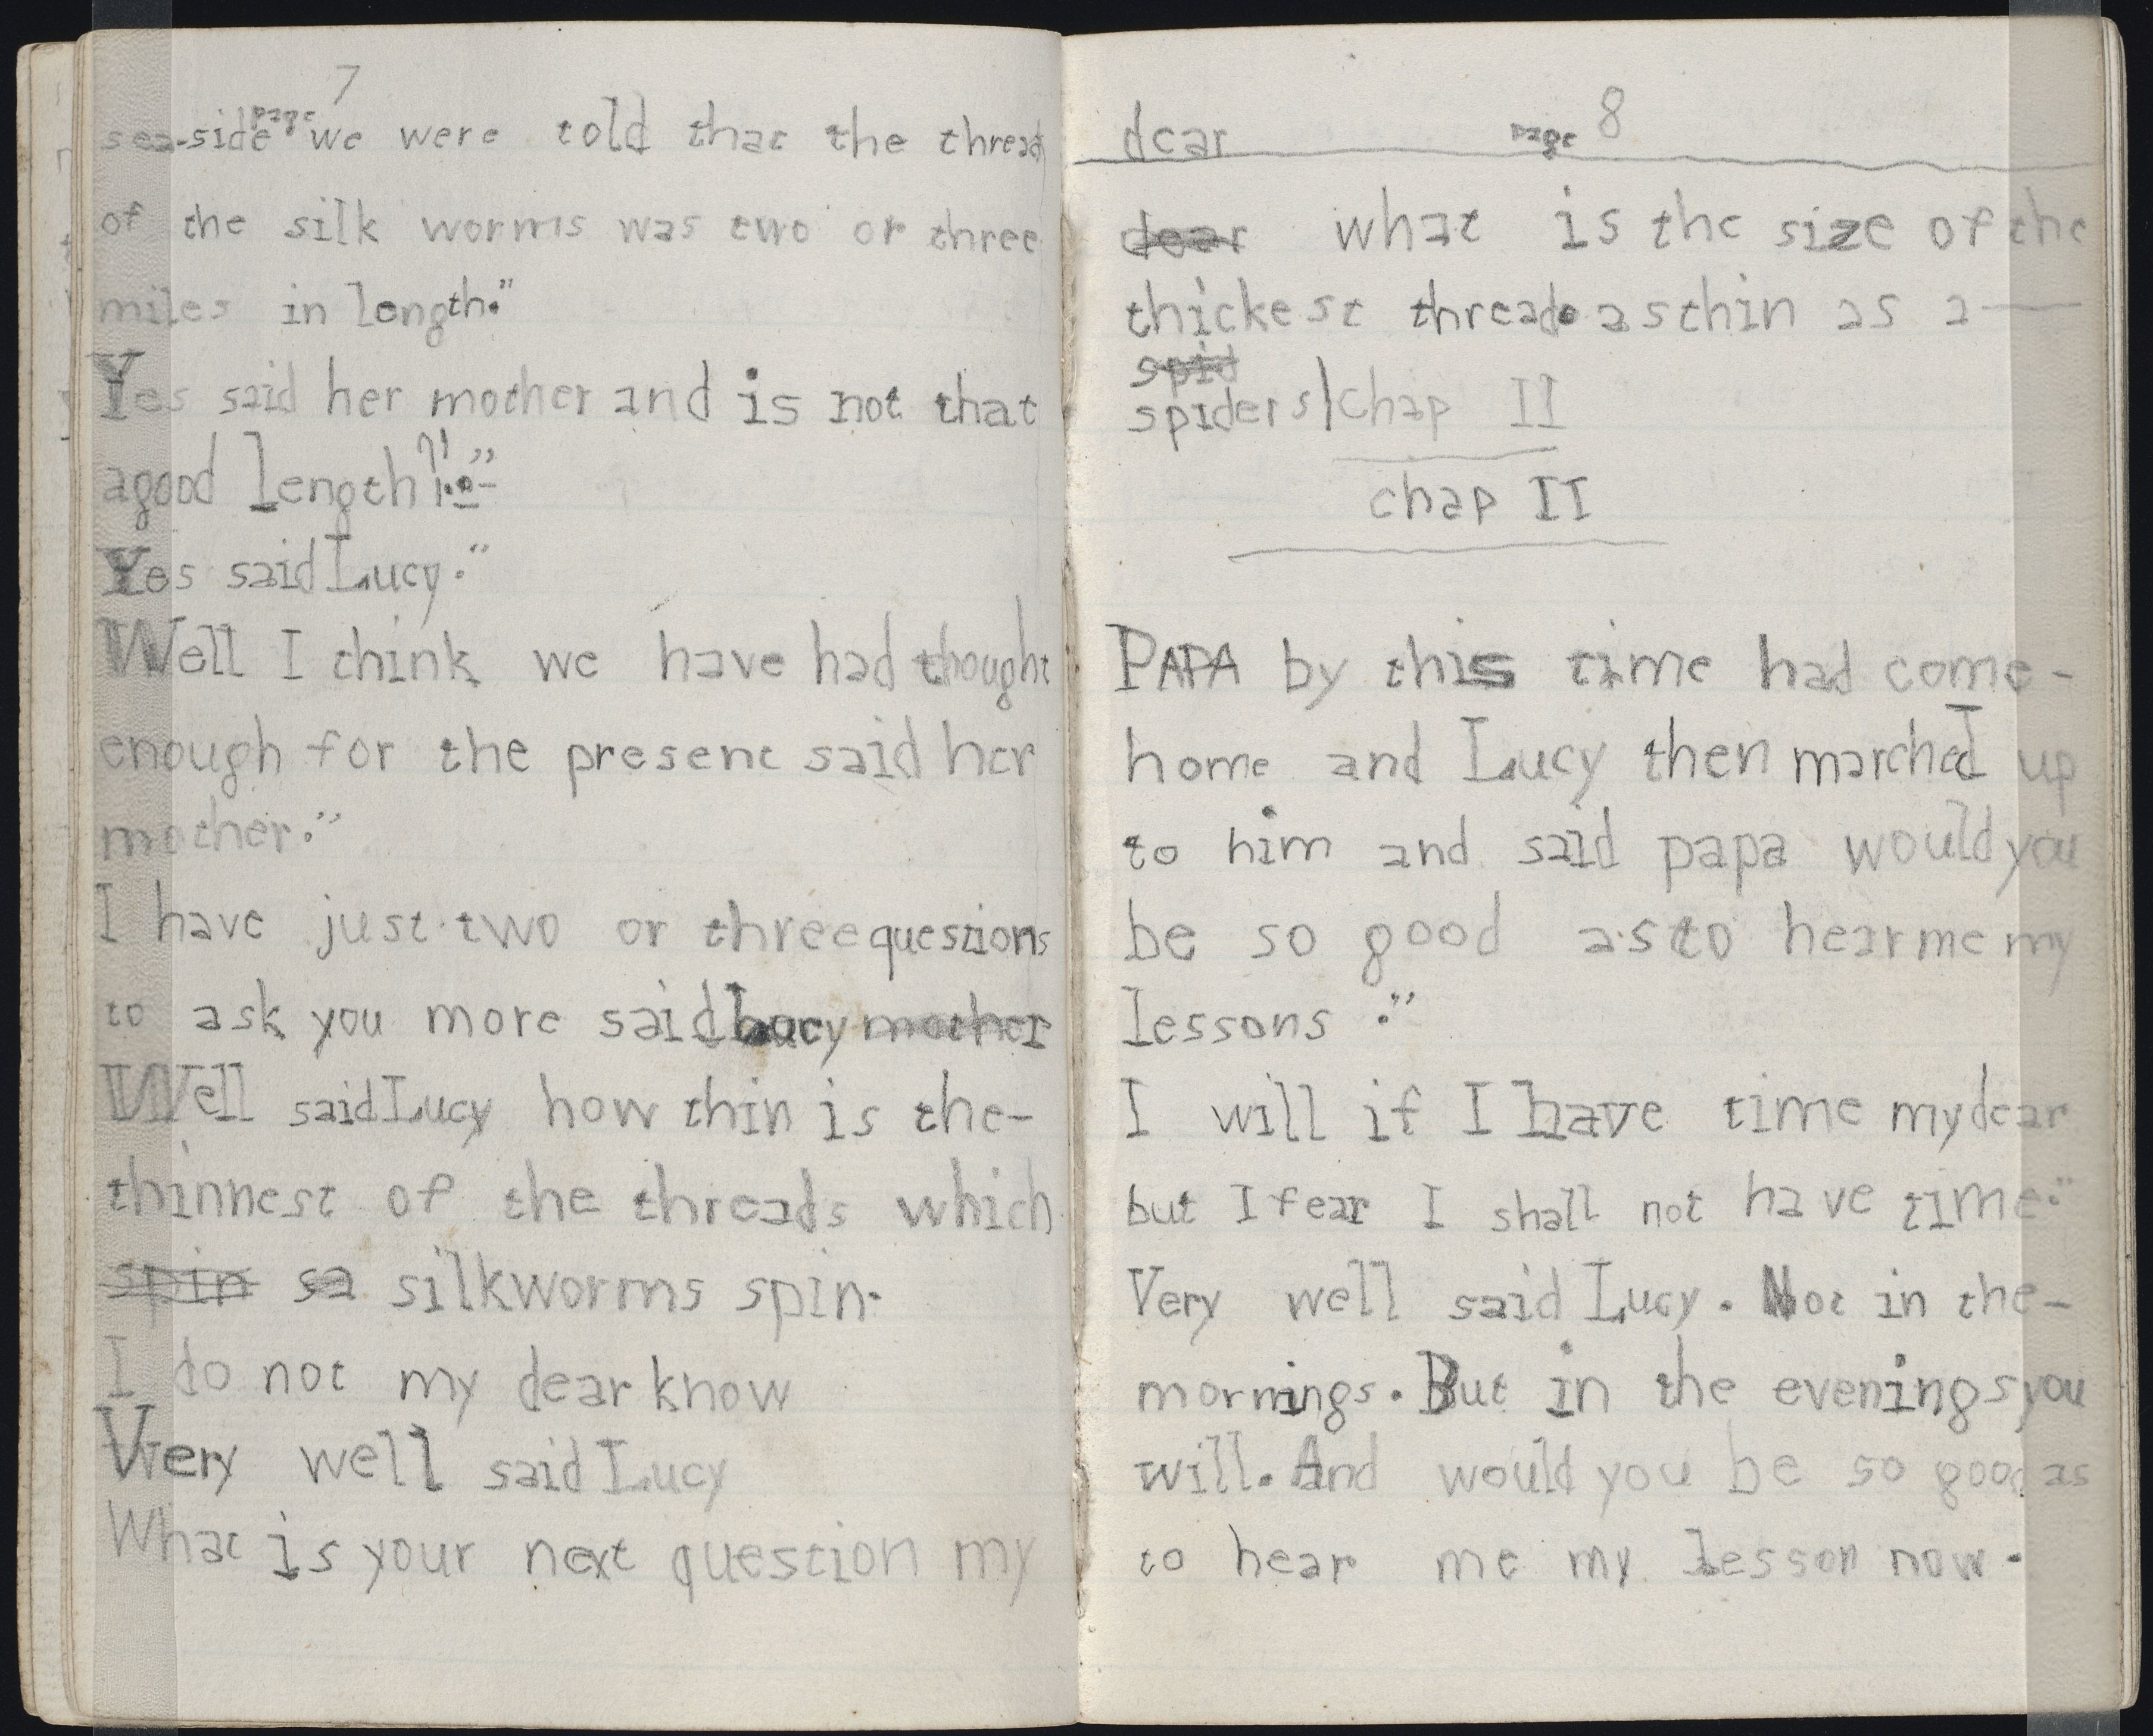 page 7
sea-side we were told that the thread
of the silk worms was two or three
miles in length."
Yes said her mother and is not that
a good length!"
Yes said Lucy."
Well I think we have had thought
enough for the present said her
mother."
I have just two or three questions
to ask you more said Lucy mother
Well said Lucy how thin is the-
thinnest of the threads which
spin sa silkworms spin.
I do not my dear know
Very well said Lucy
What is your next question my
dear page 8
dear what is the size of the
thickest thread as thin as a —
spid
spiders| chap II
chap II
PAPA by this time had come-
home and Lucy then marched up
to him and said papa would you
be so good as to hear me my
lessons ."
I will if I have time my dear
but I fear I shall not have time."
Very well said Lucy. Not in the-
mornings. But in the evenings you
will. And would you be so good as
to hear me my lesson now.